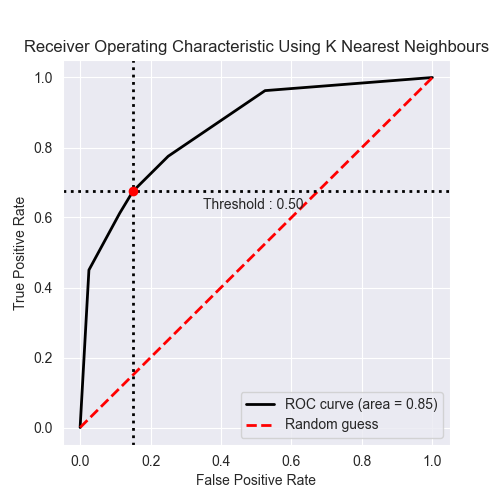 Receiver Operating Characteristic Using K Nearest Neighbours
True Positive Rate
1.0
0.8
0.6
0.4
0.2
0.0
Threshold : 0.50
ROC curve (area = 0.85)
Random guess
0.0 0.2 0.4 0.6 0.8 1.0
False Positive Rate